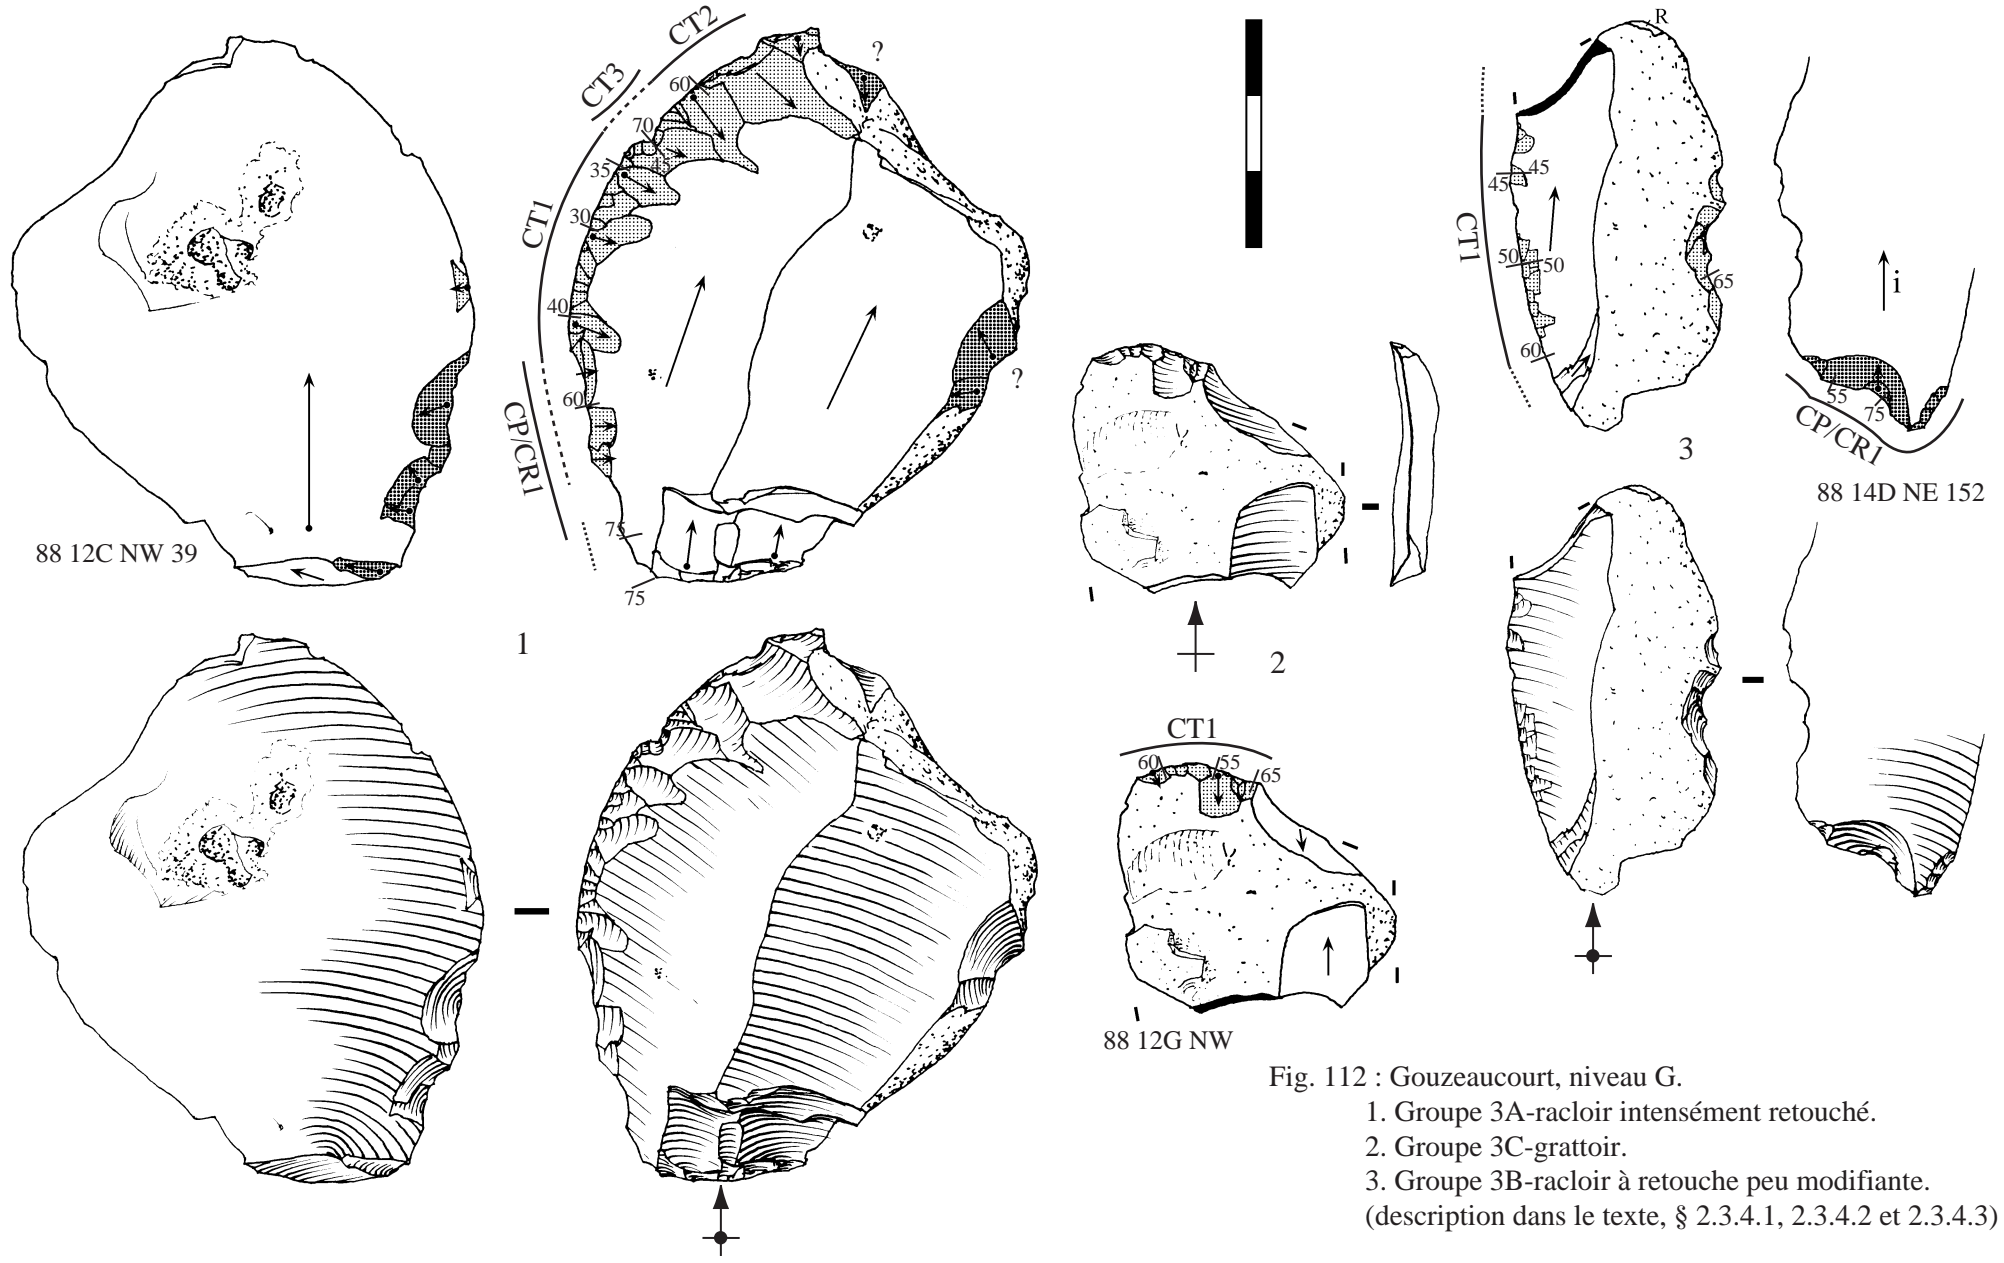 CT2
CT3
CT1
CP/CR1
?
?
60
70
35
45
30
40
60
75
75
88 12C NW 39
1
2
CT1
60
55
65
88 12G NW
R
CT1
45
45
50
50
60
65
3
i
55
75
CP/CR1
88 14D NE 152
Fig. 112 : Gouzeaucourt, niveau G.
1. Groupe 3A-racloir intensément retouché.
2. Groupe 3C-grattoir.
3. Groupe 3B-racloir à retouche peu modifiante.
(description dans le texte, § 2.3.4.1, 2.3.4.2 et 2.3.4.3)